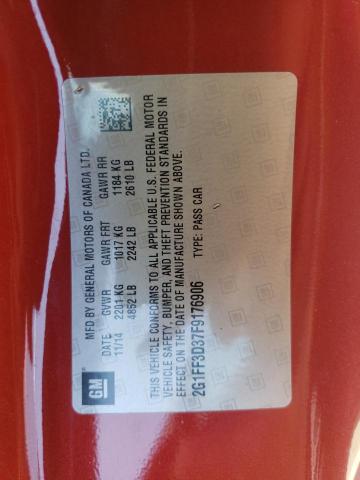 MFD BY GENERAL MOTORS OF CANADA LTD.
DATE GVWR GAWR FRT GAWR RR
11/14 2201 KG 1017 KG 1184 KG
4852 LB 2242 LB 2610 LB
THIS VEHICLE CONFORMS TO ALL APPLICABLE U.S. FEDERAL MOTOR
VEHICLE SAFETY, BUMPER, AND THEFT PREVENTION STANDARDS IN
EFFECT ON THE DATE OF MANUFACTURE SHOWN ABOVE.
2G1FF3D37F9176906 TYPE: PASS CAR
GM